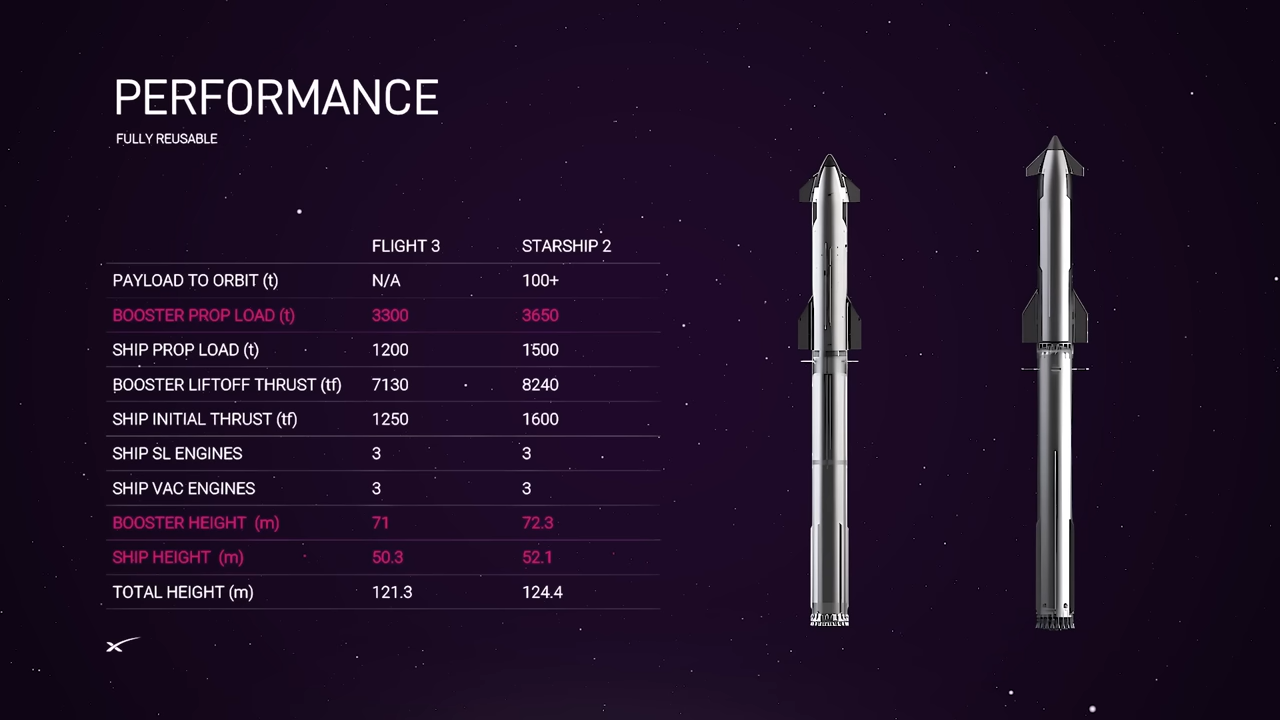 PERFORMANCE
FULLY REUSABLE
FLIGHT 3 STARSHIP 2
PAYLOAD TO ORBIT (t) N/A 100+
BOOSTER PROP LOAD (t) 3300 3650
SHIP PROP LOAD (t) 1200 1500
BOOSTER LIFTOFF THRUST (tf) 7130 8240
SHIP INITIAL THRUST (tf) 1250 1600
SHIP SL ENGINES 3 3
SHIP VAC ENGINES 3 3
BOOSTER HEIGHT (m) 71 72.3
SHIP HEIGHT (m) 50.3 52.1
TOTAL HEIGHT (m) 121.3 124.4